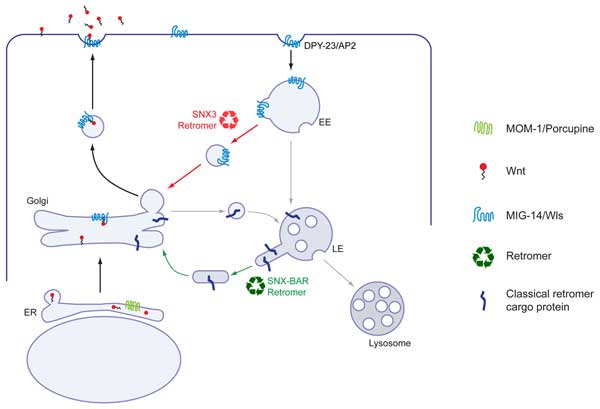 DPY-23/AP2
SNX3
Retromer
EE
MOM-1/Porcupine
Wnt
Golgi
MIG-14/Wls
LE
Retromer
SNX-BAR
Retromer
Classical retromer
cargo protein
ER
Lysosome